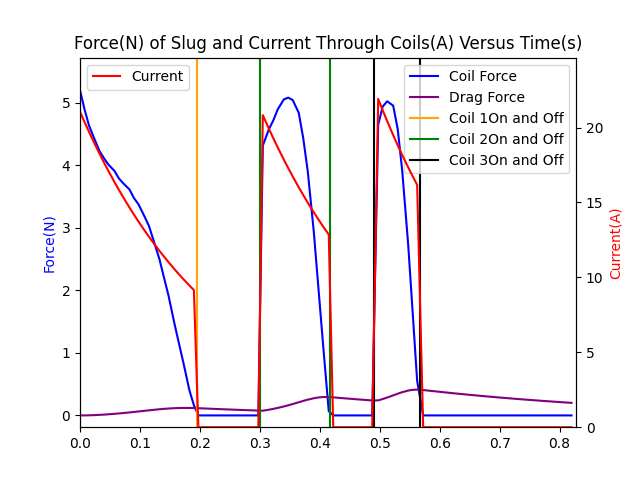 Force(N) of Slug and Current Through Coils(A) Versus Time(s)
Current
Coil Force
Drag Force
Coil 1On and Off
Coil 2On and Off
Coil 3On and Off
Force(N)
5
4
3
2
1
0
Current(A)
20
15
10
5
0
0.0 0.1 0.2 0.3 0.4 0.5 0.6 0.7 0.8